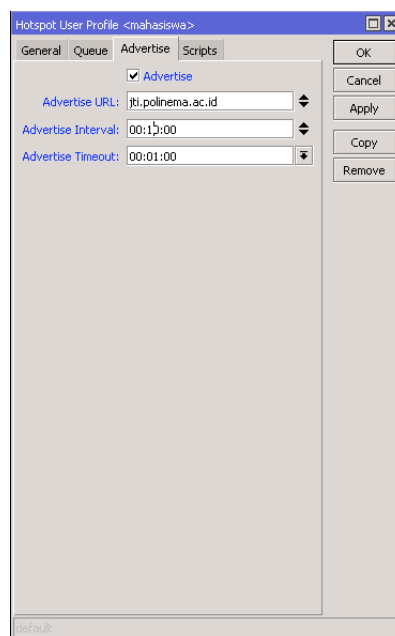 Hotspot User Profile <mahasiswa>
General Queue Advertise Scripts
Advertise
Advertise URL: jti.polinema.ac.id
Advertise Interval:
Advertise Timeout: 00:01:00
OK
Cancel
Apply
Copy
Remove
default